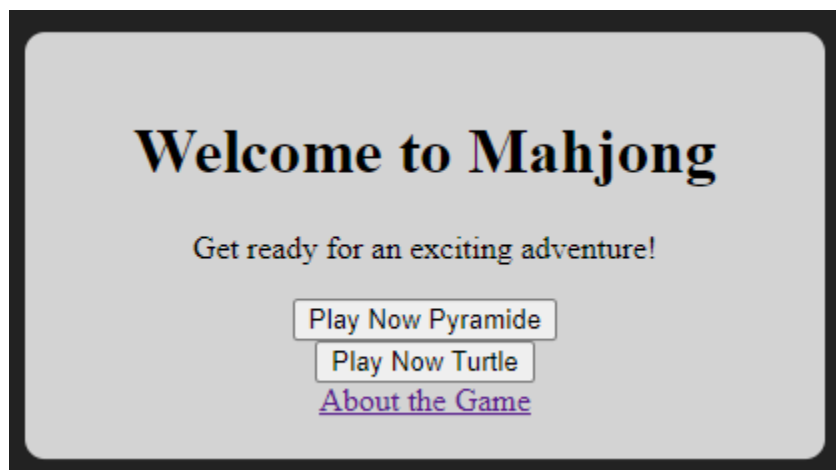 Welcome to Mahjong
Get ready for an exciting adventure!
Play Now Pyramide
Play Now Turtle
About the Game